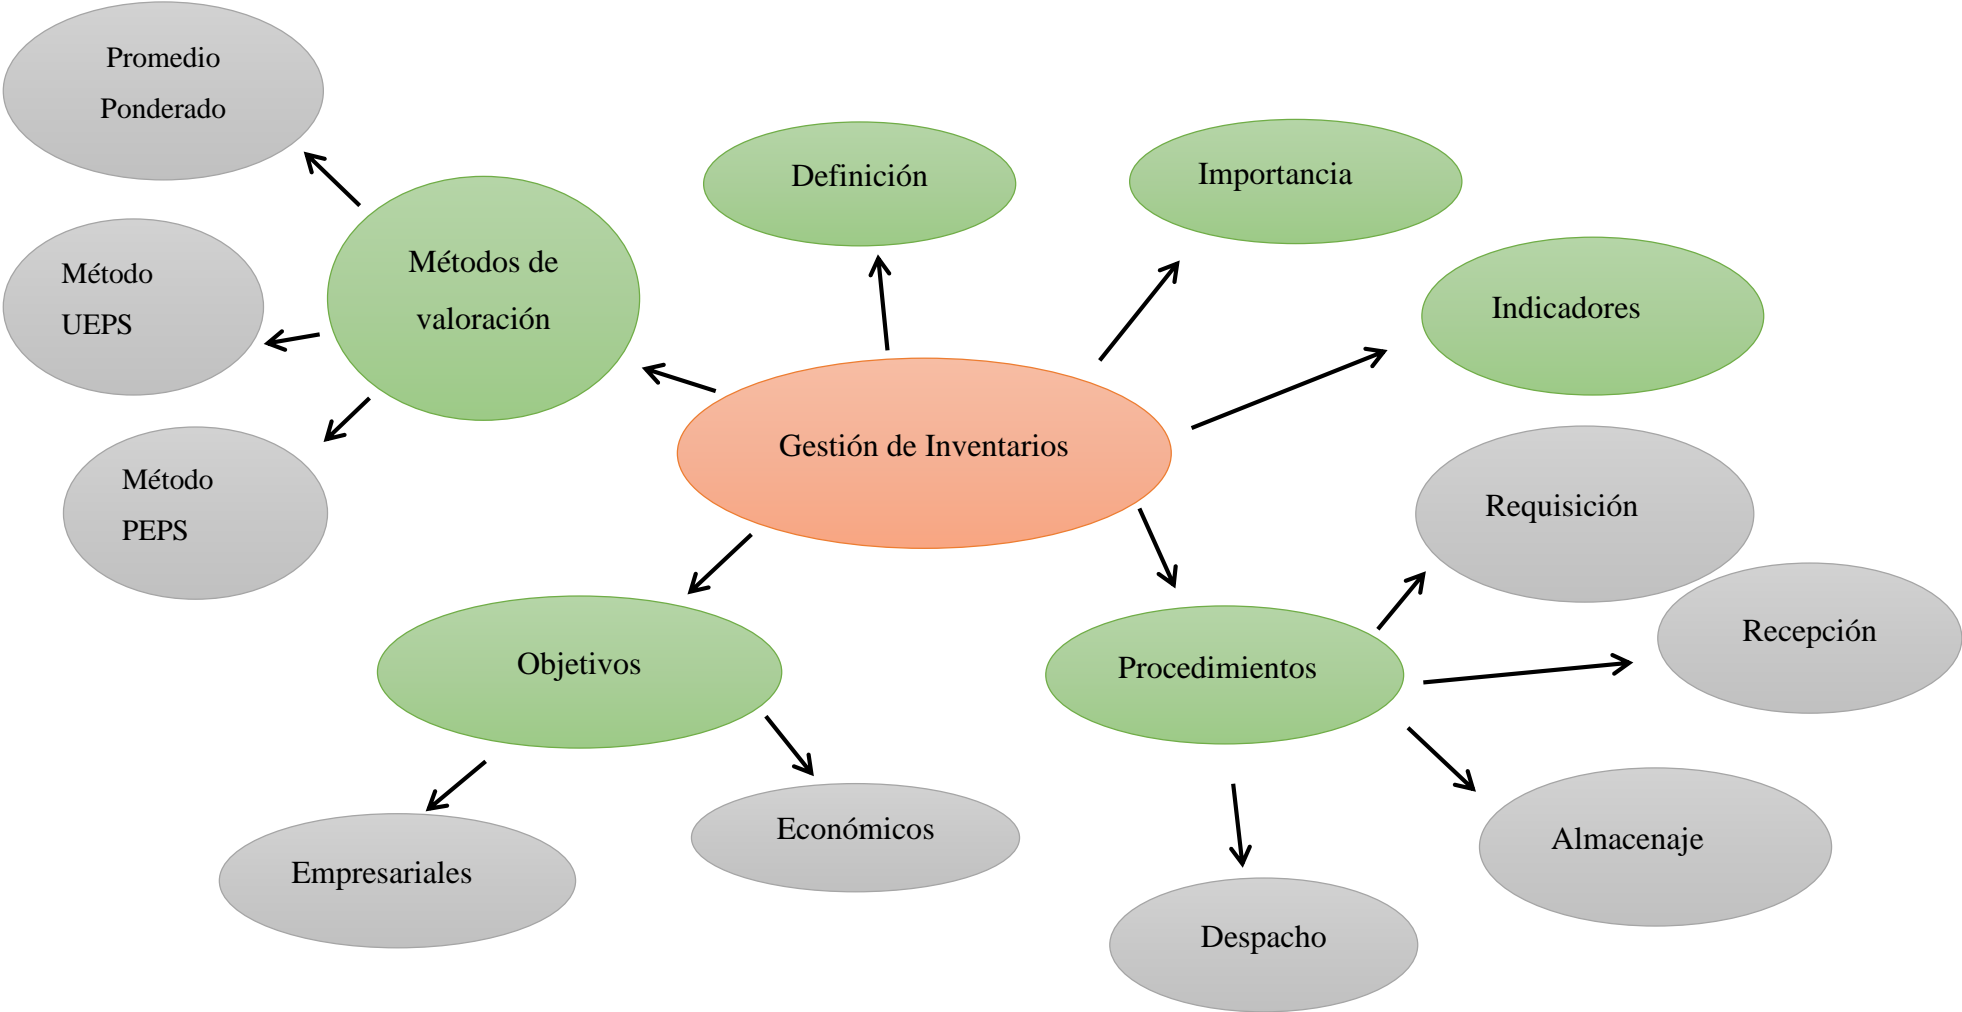 Promedio
Ponderado
Definición
Importancia
Métodos de
valoración
Método
UEPS
Indicadores
Gestión de Inventarios
Método
PEPS
Requisición
Recepción
Objetivos
Procedimientos
Económicos
Almacenaje
Empresariales
Despacho